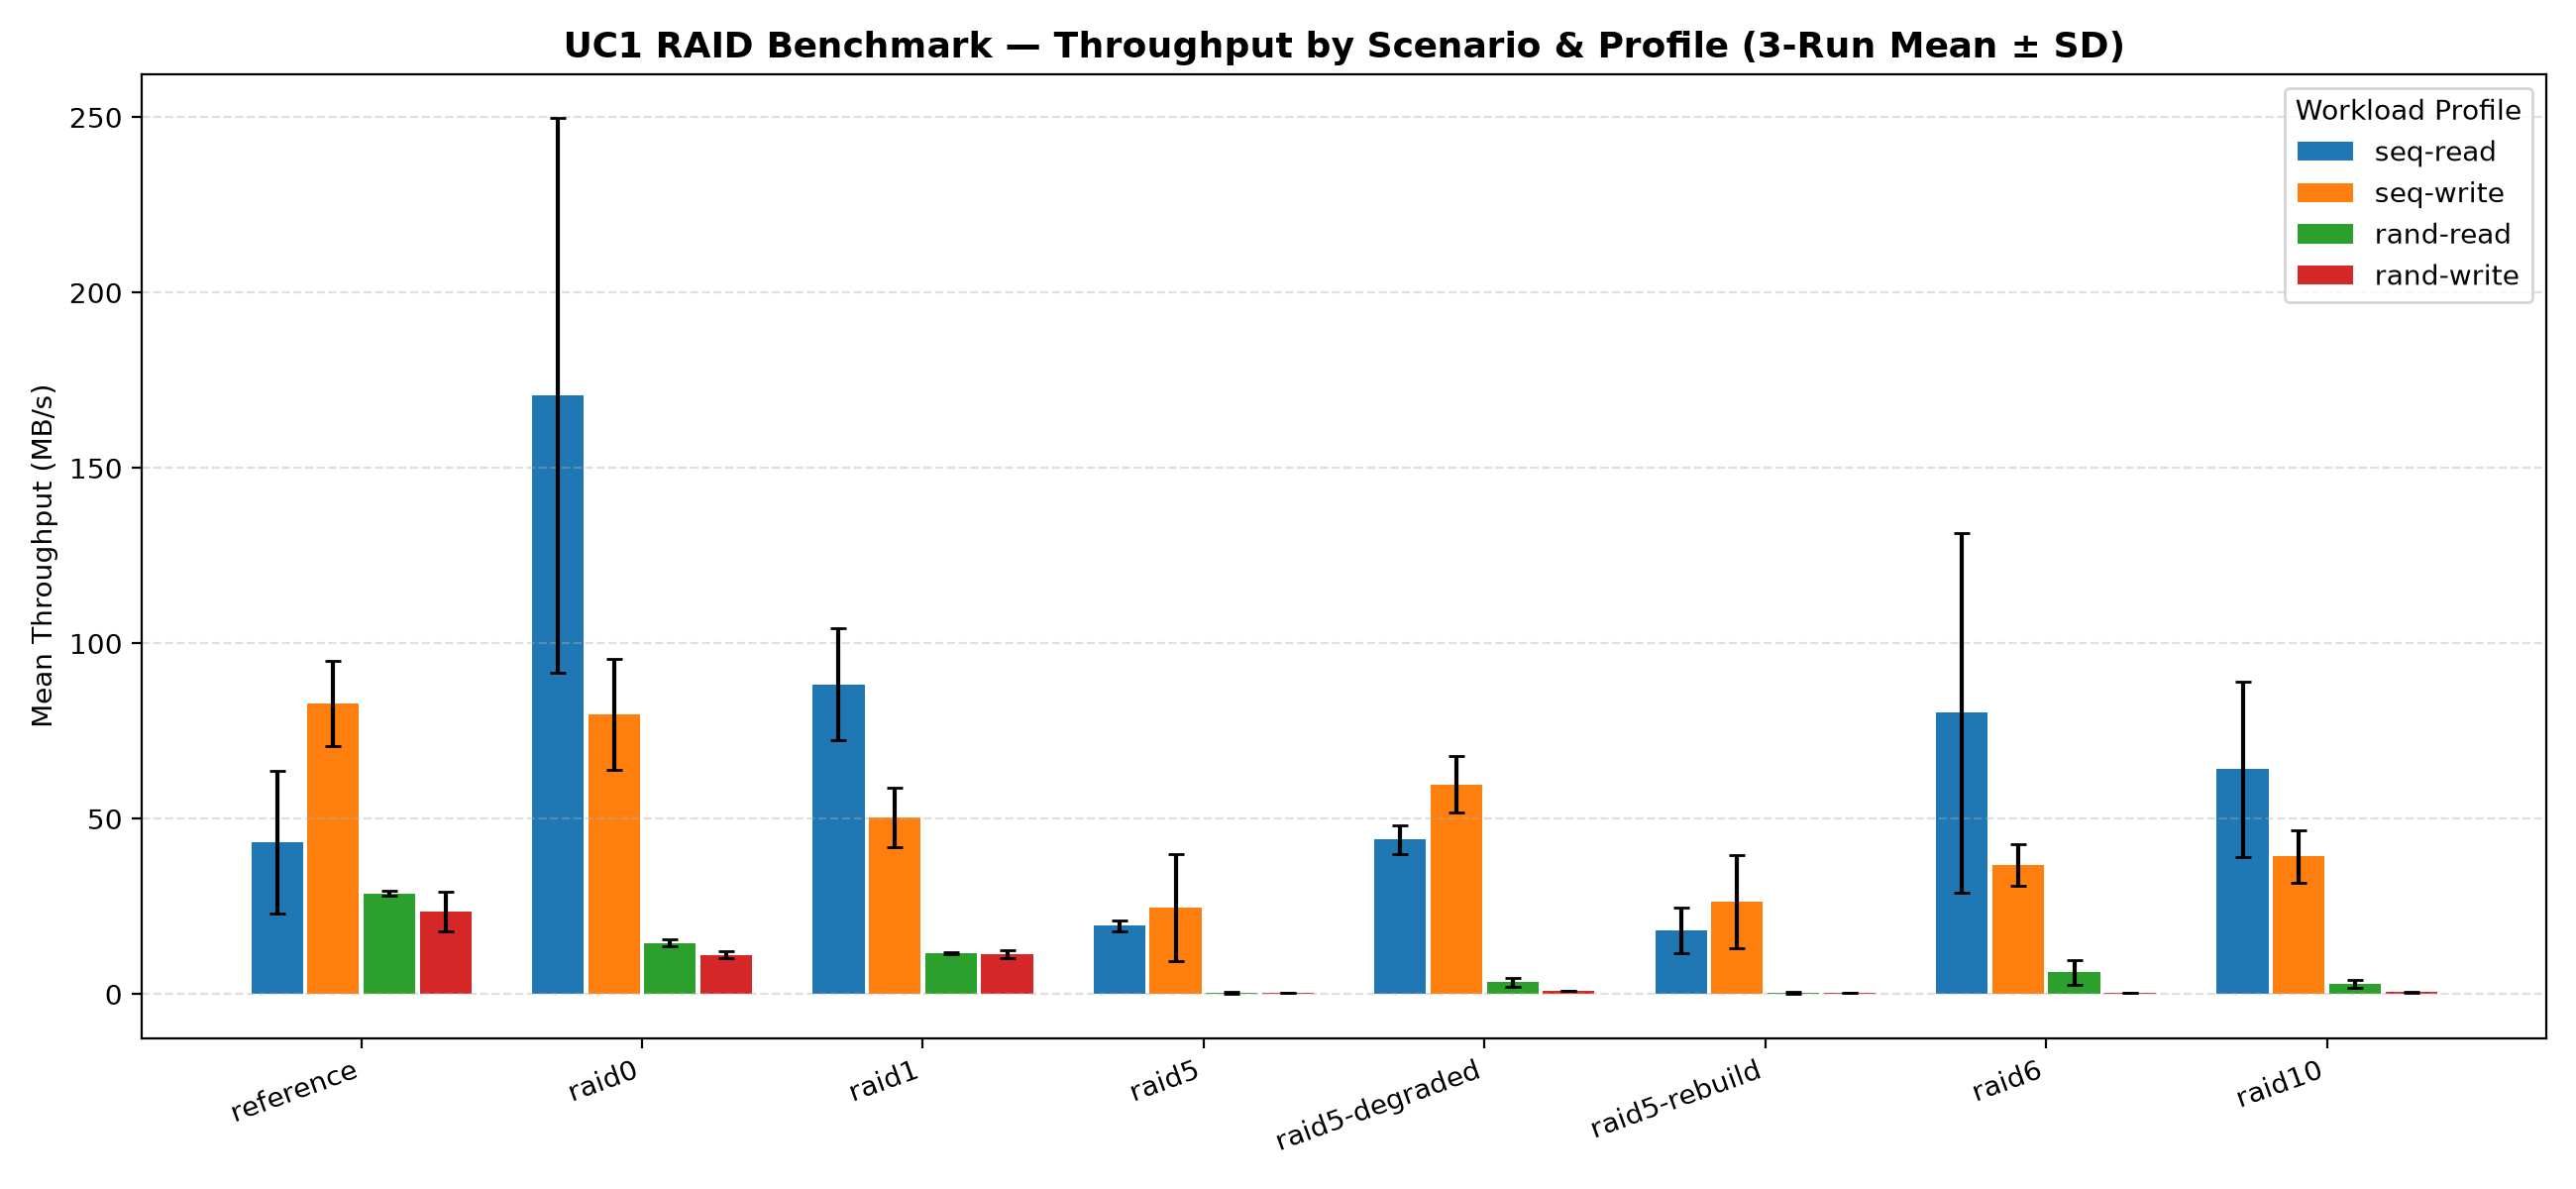 UC1 RAID Benchmark — Throughput by Scenario & Profile (3-Run Mean ± SD)
Mean Throughput (MB/s)
250
200
150
100
50
0
Workload Profile
seq-read
seq-write
rand-read
rand-write
reference
raid0
raid1
raid5
raid5-degraded
raid5-rebuild
raid6
raid10